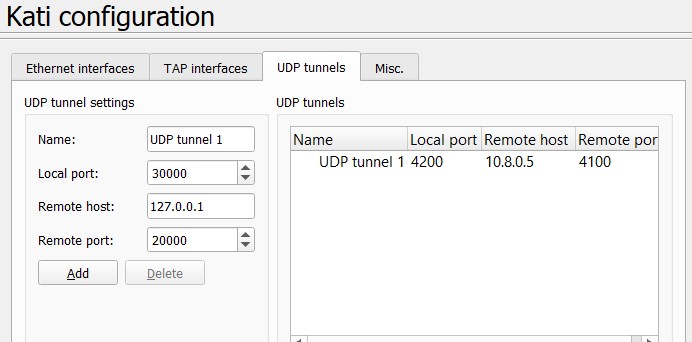 Kati configuration
Ethernet interfaces TAP interfaces UDP tunnels Misc.
UDP tunnel settings
Name: UDP tunnel 1
Local port: 30000
Remote host: 127.0.0.1
Remote port: 20000
Add Delete
UDP tunnels
Name Local port Remote host Remote por
UDP tunnel 1 4200 10.8.0.5 4100